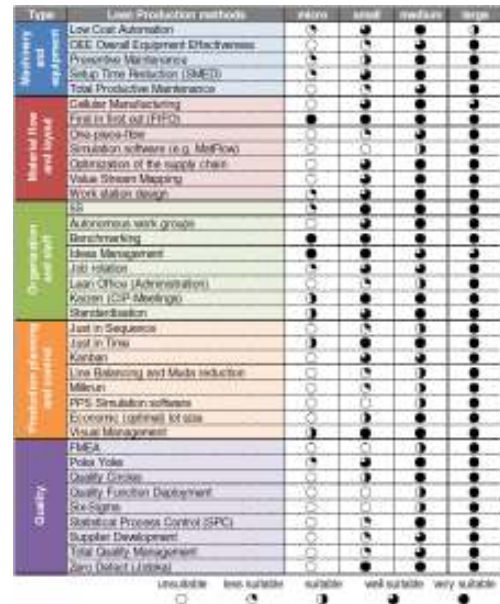 Type Lean Production methods micro small medium large
Machinery and equipment
Low Cost Automation
OEE Overall Equipment Effectiveness
Preventive Maintenance
Setup Time Reduction (SMED)
Total Productive Maintenance
Material flow and layout
Cellular Manufacturing
First in first out (FIFO)
One-piece-flow
Simulation software (e.g. MatFlow)
Optimization of the supply chain
Value Stream Mapping
Work station design
Organization and staff
5S
Autonomous work groups
Benchmarking
Ideas Management
Job rotation
Lean Office (Administration)
Kaizen (CIP-Meetings)
Standardisation
Production planning and control
Just in Sequence
Just in Time
Kanban
Line Balancing and Muda reduction
Milkrun
PPS Simulation software
Economic (optimal) lot size
Visual Management
Quality
FMEA
Poka Yoke
Quality Circles
Quality Function Deployment
Six Sigma
Statistical Process Control (SPC)
Supplier Development
Total Quality Management
Zero Defect (Jidoka)
unsuitable less suitable suitable well suitable very suitable